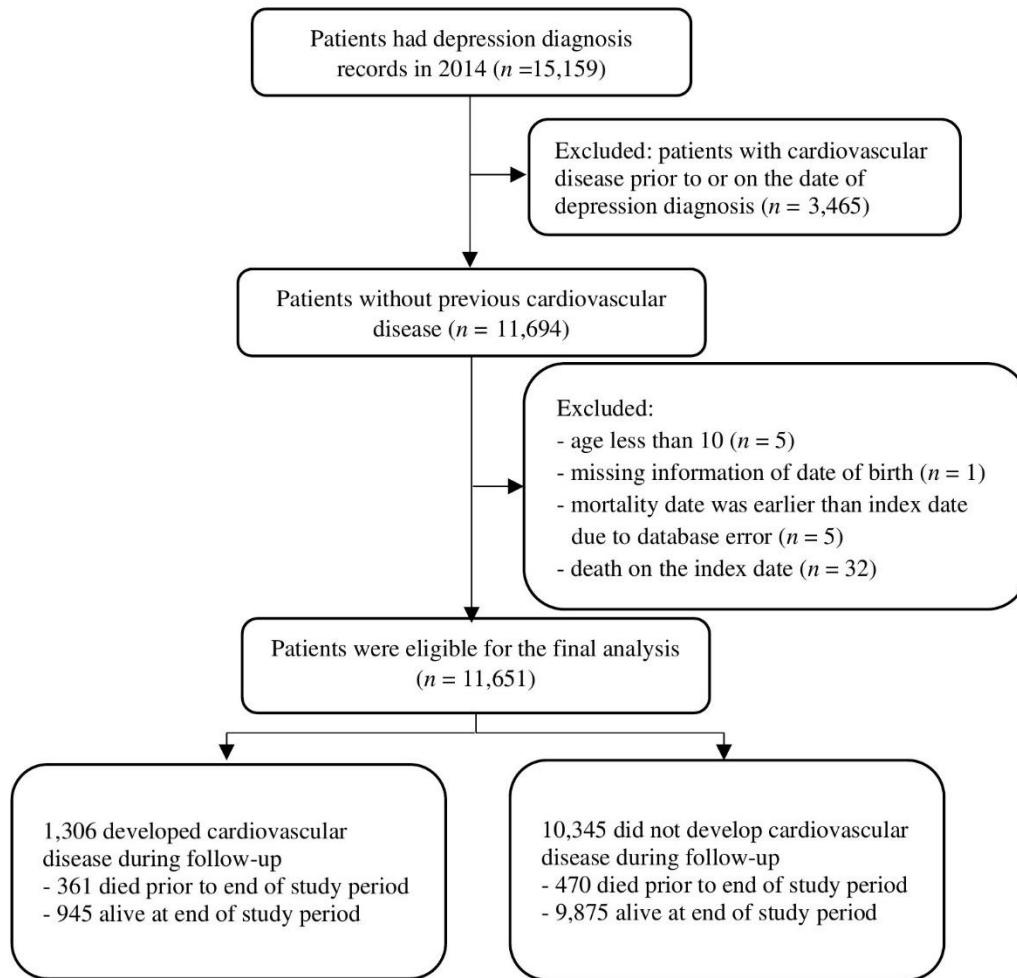 Patients had depression diagnosis
records in 2014 (n =15,159)
Excluded: patients with cardiovascular
disease prior to or on the date of
depression diagnosis (n = 3,465)
Patients without previous cardiovascular
disease (n = 11,694)
Excluded:
- age less than 10 (n = 5)
- missing information of date of birth (n = 1)
- mortality date was earlier than index date
due to database error (n = 5)
- death on the index date (n = 32)
Patients were eligible for the final analysis
(n = 11,651)
1,306 developed cardiovascular
disease during follow-up
- 361 died prior to end of study period
- 945 alive at end of study period
10,345 did not develop cardiovascular
disease during follow-up
- 470 died prior to end of study period
- 9,875 alive at end of study period